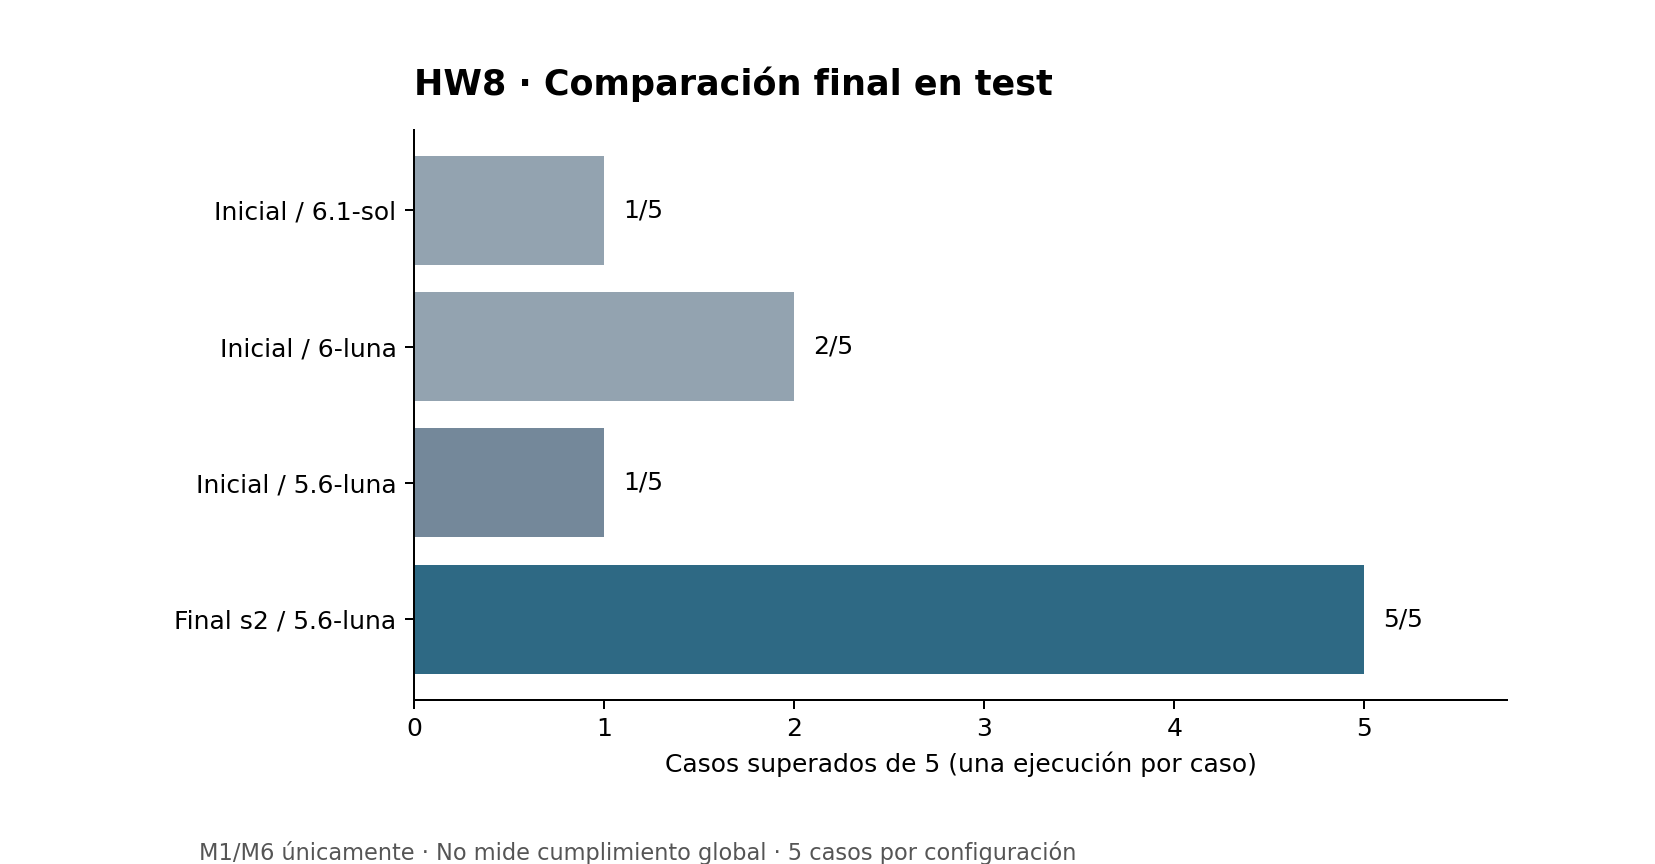 HW8 · Comparación final en test
Inicial / 6.1-sol
1/5
Inicial / 6-luna
2/5
Inicial / 5.6-luna
1/5
Final s2 / 5.6-luna
5/5
0 1 2 3 4 5
Casos superados de 5 (una ejecución por caso)
M1/M6 únicamente · No mide cumplimiento global · 5 casos por configuración